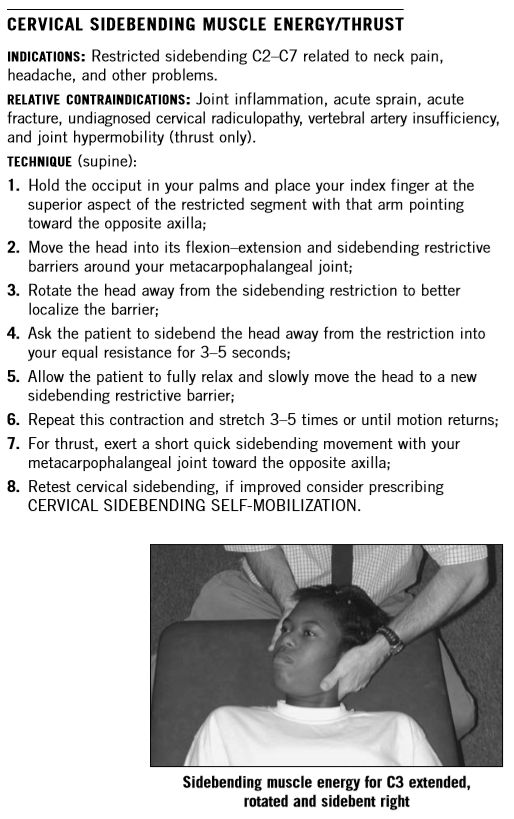 CERVICAL SIDEBENDING MUSCLE ENERGY/THRUST
INDICATIONS: Restricted sidebending C2–C7 related to neck pain,
headache, and other problems.
RELATIVE CONTRAINDICATIONS: Joint inflammation, acute sprain, acute
fracture, undiagnosed cervical radiculopathy, vertebral artery insufficiency,
and joint hypermobility (thrust only).
TECHNIQUE (supine):
1. Hold the occiput in your palms and place your index finger at the
superior aspect of the restricted segment with that arm pointing
toward the opposite axilla;
2. Move the head into its flexion–extension and sidebending restrictive
barriers around your metacarpophalangeal joint;
3. Rotate the head away from the sidebending restriction to better
localize the barrier;
4. Ask the patient to sidebend the head away from the restriction into
your equal resistance for 3–5 seconds;
5. Allow the patient to fully relax and slowly move the head to a new
sidebending restrictive barrier;
6. Repeat this contraction and stretch 3–5 times or until motion returns;
7. For thrust, exert a short quick sidebending movement with your
metacarpophalangeal joint toward the opposite axilla;
8. Retest cervical sidebending, if improved consider prescribing
CERVICAL SIDEBENDING SELF-MOBILIZATION.
Sidebending muscle energy for C3 extended,
rotated and sidebent right